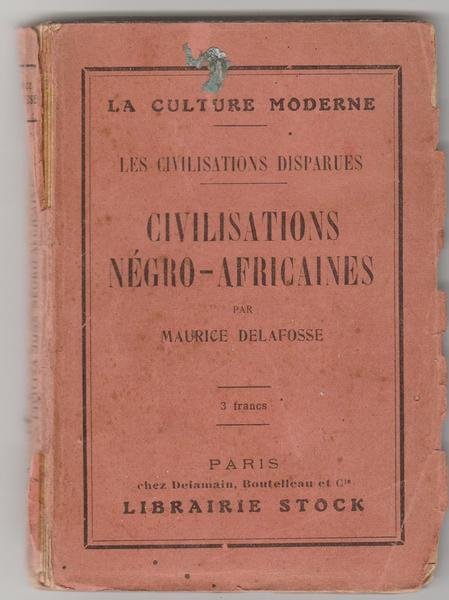 LA CULTURE MODERNE
LES CIVILISATIONS DISPARUES
CIVILISATIONS
NÉGRO-AFRICAINES
PAR
MAURICE DELAFOSSE
3 francs
PARIS
chez Delamain, Boutelleau et Cie
LIBRAIRIE STOCK